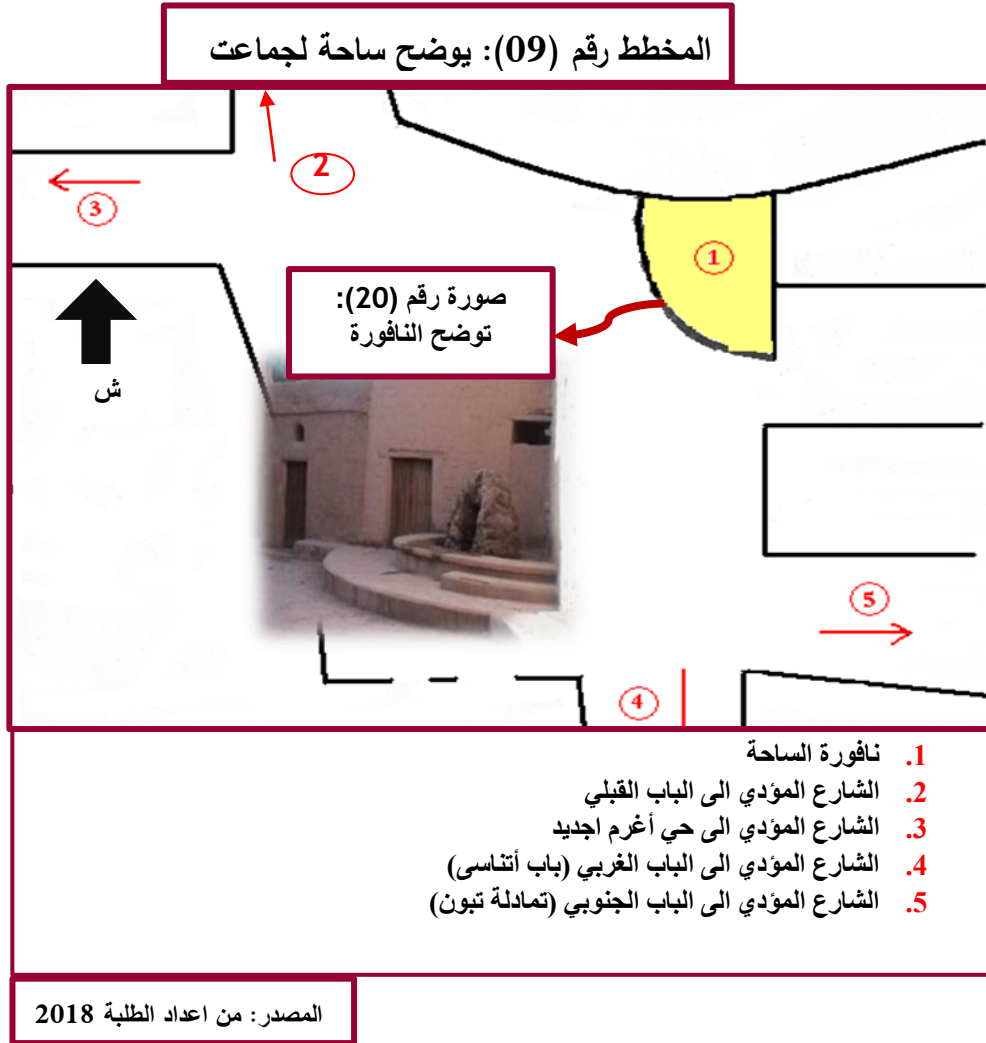 المخطط رقم (09): يوضح ساحة لجماعت
2
3
1
صورة رقم (20):
توضح النافورة
ش
5
4
1. نافورة الساحة
2. الشارع المؤدي الى الباب القبلي
3. الشارع المؤدي الى حي أغرم اجديد
4. الشارع المؤدي الى الباب الغربي (باب أتناسى)
5. الشارع المؤدي الى الباب الجنوبي (تمادلة تبون)
المصدر: من اعداد الطلبة 2018